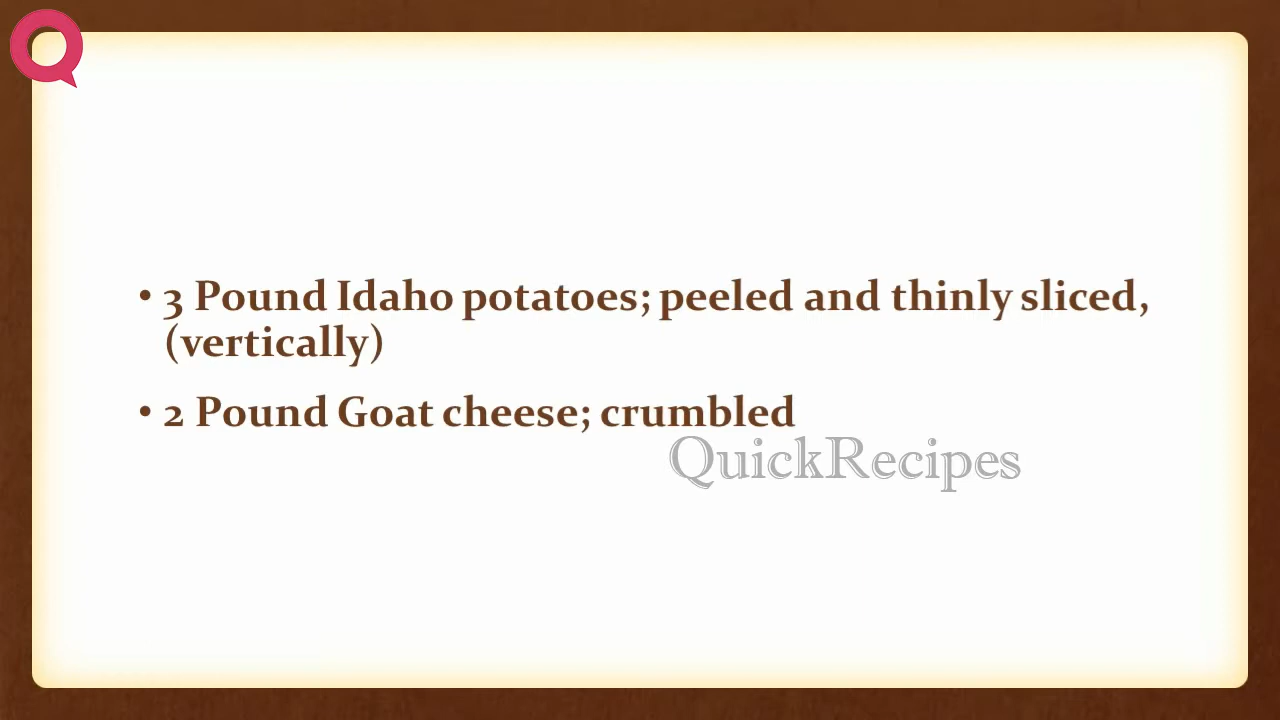 • 3 Pound Idaho potatoes; peeled and thinly sliced,
(vertically)
• 2 Pound Goat cheese; crumbled
QuickRecipes